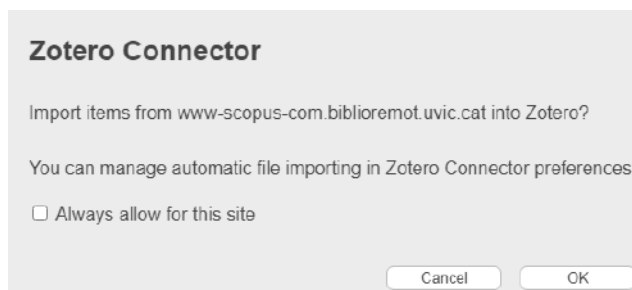 Zotero Connector
Import items from www-scopus-com.biblioremot.uvic.cat into Zotero?
You can manage automatic file importing in Zotero Connector preferences
Always allow for this site
Cancel
OK